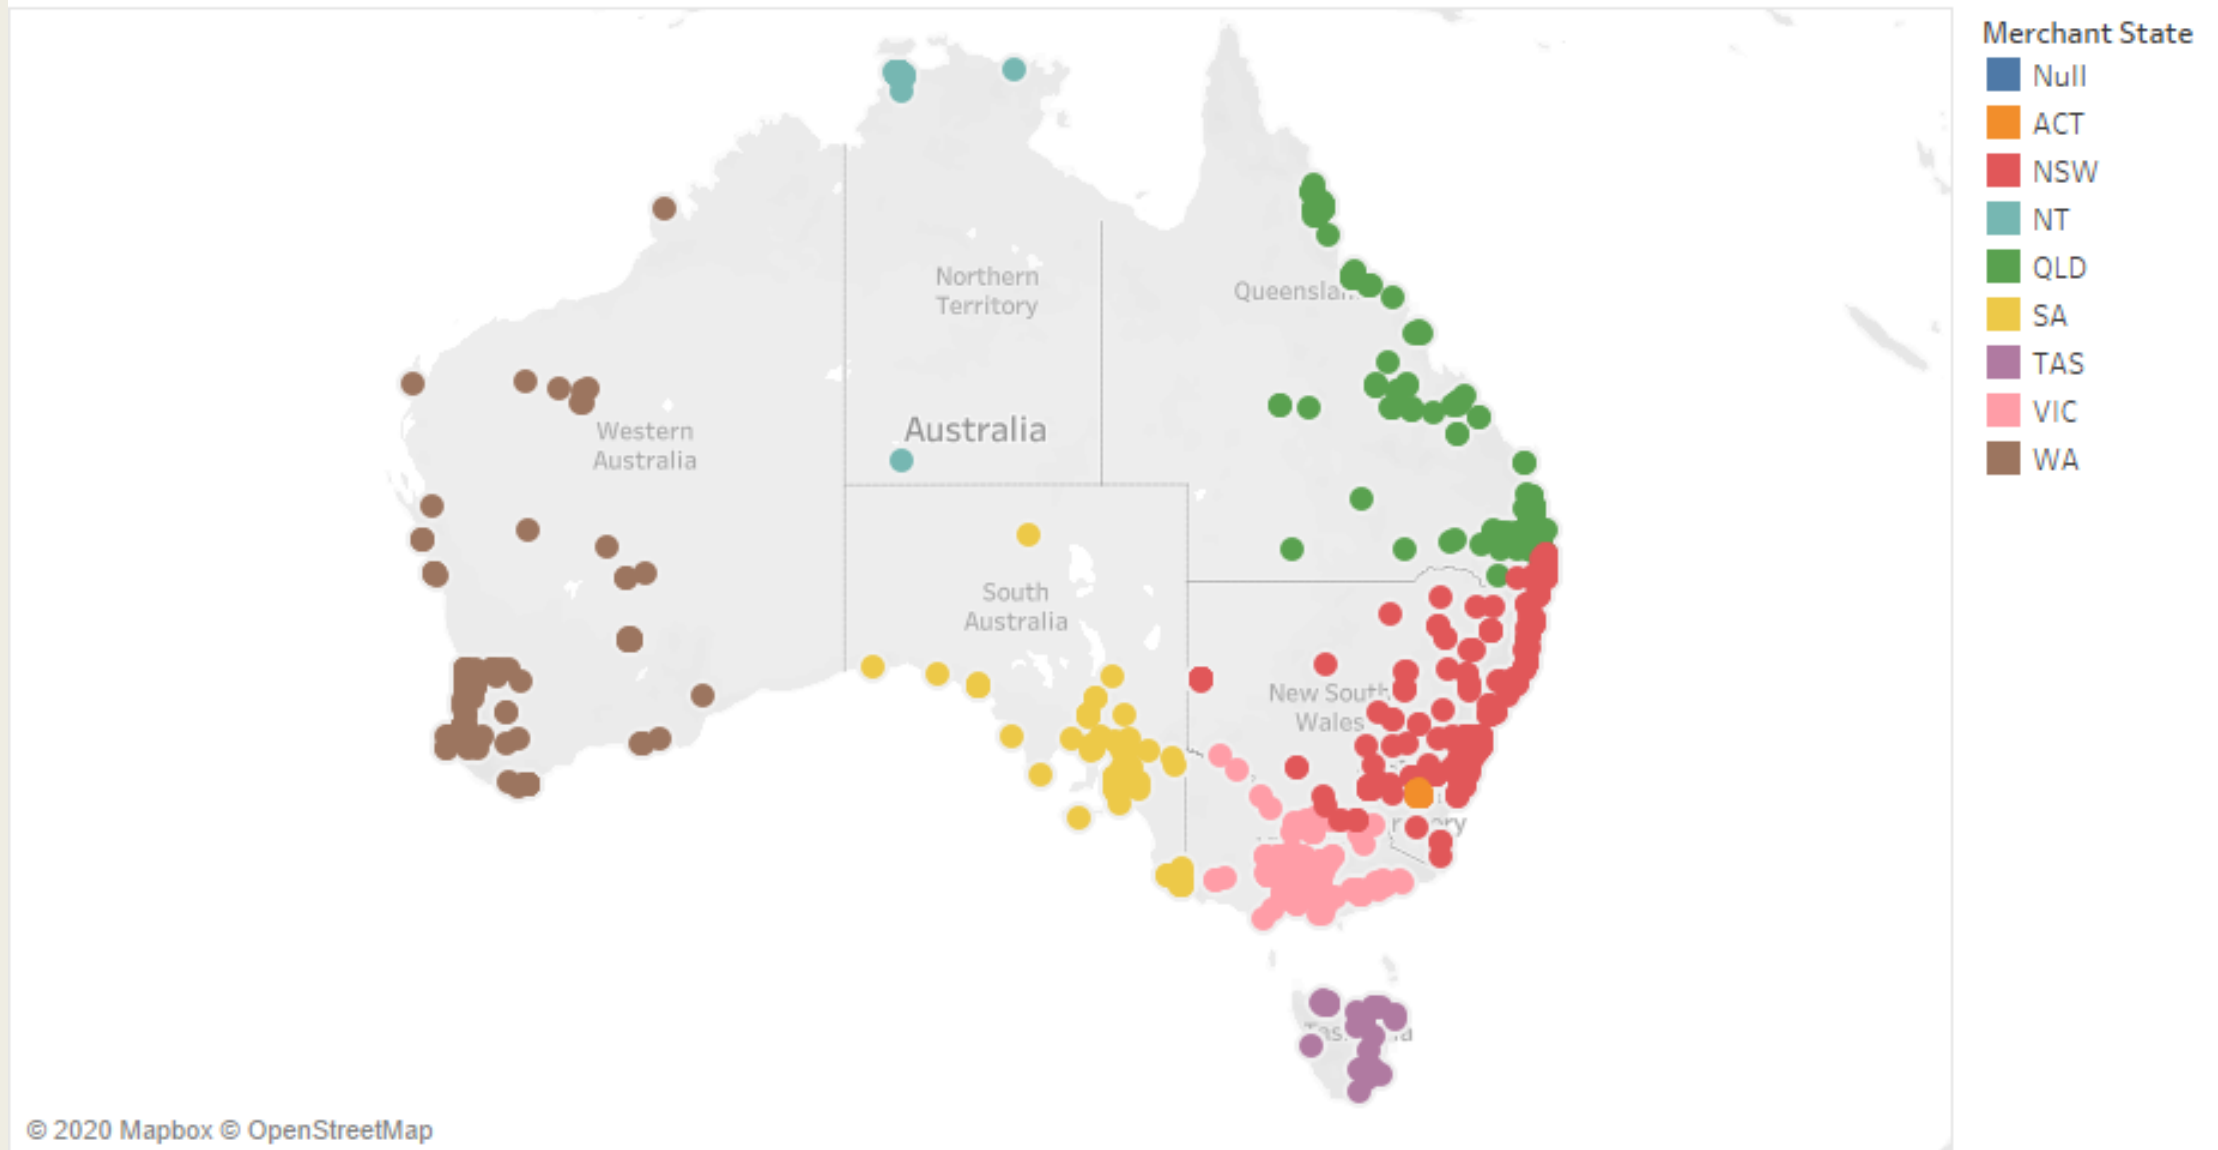 Merchant State
Null
ACT
NSW
NT
QLD
SA
TAS
VIC
WA
Northern
Territory
Australia
Western
Australia
South
Australia
New South
Wales
© 2020 Mapbox © OpenStreetMap